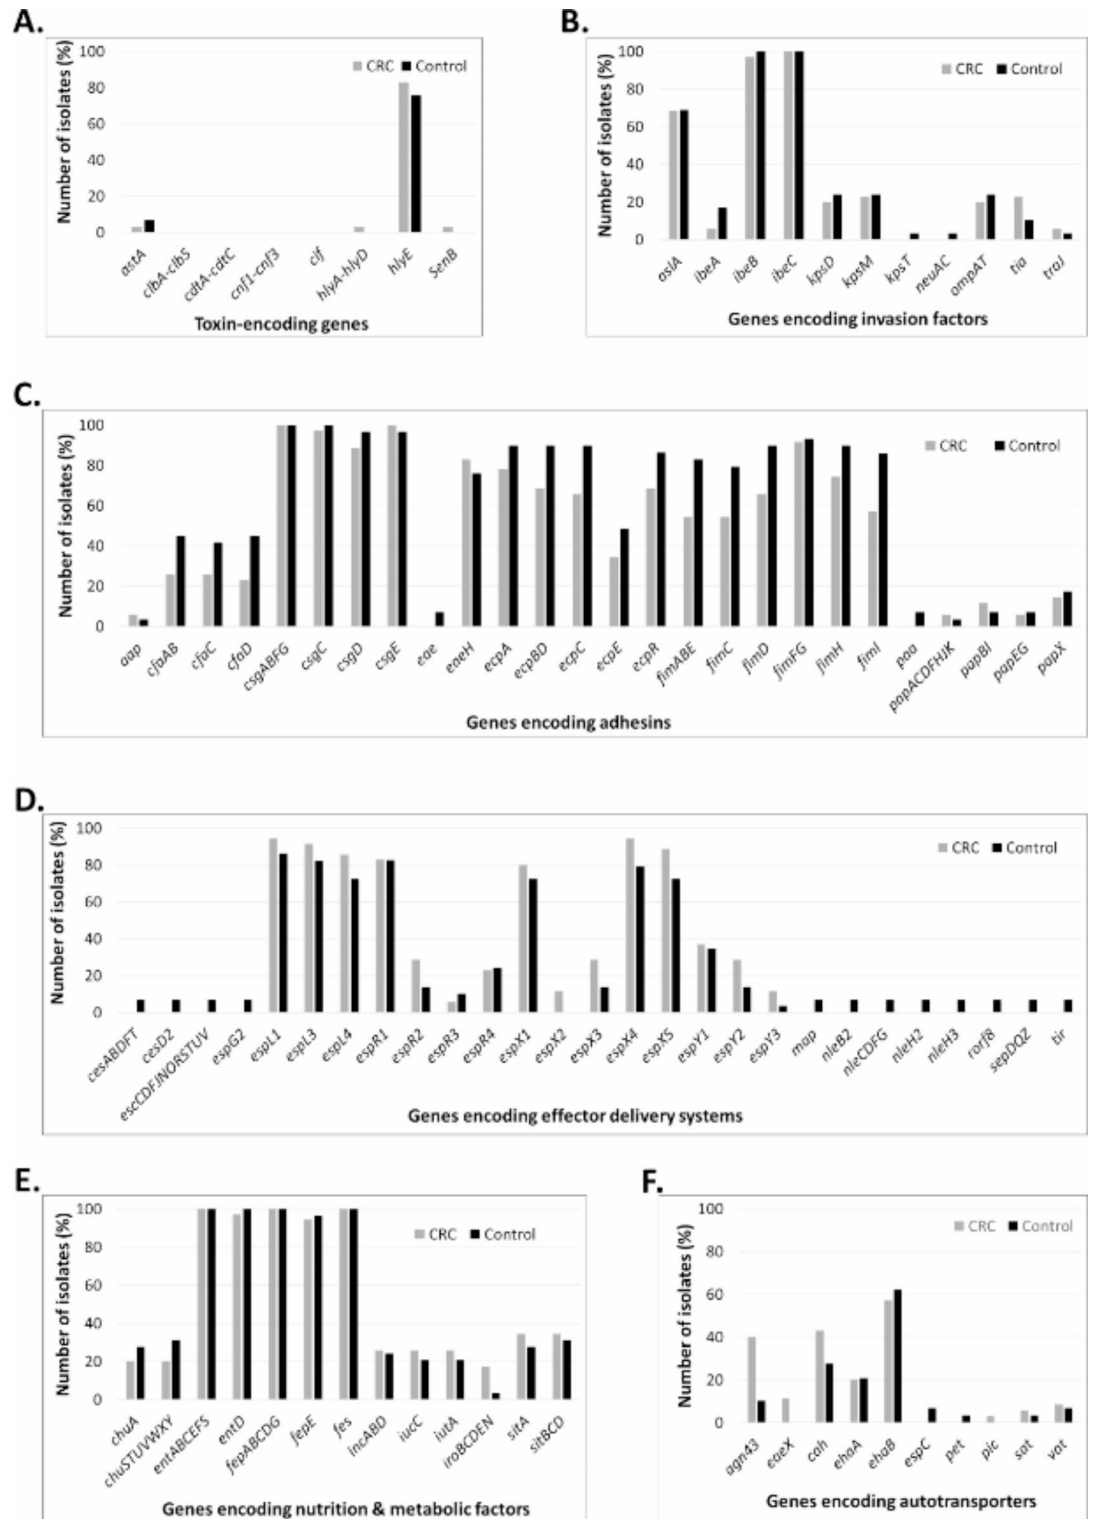 A.
Number of isolates (%)
100
80
60
40
20
0
CRC Control
astA
clbA-clbS
cdtA-cdtC
cnf1-cnf3
cif
hlyA-hlyD
hlyE
SenB
Toxin-encoding genes
B.
Number of isolates (%)
100
80
60
40
20
0
CRC Control
aslA
ibeA
ibeB
ibeC
kpsD
kpsM
kpsT
neuAC
ompAT
tia
traJ
Genes encoding invasion factors
C.
Number of isolates (%)
100
80
60
40
20
0
CRC Control
aap
cfaAB
cfaC
cfaD
csgABFG
csgC
csgD
csgE
eae
eaeH
ecpA
ecpBD
ecpC
ecpE
ecpR
fimABE
fimC
fimD
fimFG
fimH
fimI
paa
papACDFHJK
papBI
papEG
papX
Genes encoding adhesins
D.
Number of isolates (%)
100
80
60
40
20
0
CRC Control
cesABDFT
cesD2
escCDFJNORSTUV
espG2
espL1
espL3
espL4
espR1
espR2
espR3
espR4
espX1
espX2
espX3
espX4
espX5
espY1
espY2
espY3
map
nleB2
nleCDFG
nleH2
nleH3
rorf8
sepDQZ
tir
Genes encoding effector delivery systems
E.
Number of isolates (%)
100
80
60
40
20
0
CRC Control
chuA
chuSTUVWXY
entABCEFS
entD
fepABCDG
fepE
fes
incABD
iucC
iutA
iroBCDEN
sitA
sitBCD
Genes encoding nutrition & metabolic factors
F.
Number of isolates (%)
100
80
60
40
20
0
CRC Control
agn43
eaeX
cah
ehaA
ehaB
espC
pet
pic
sat
vat
Genes encoding autotransporters